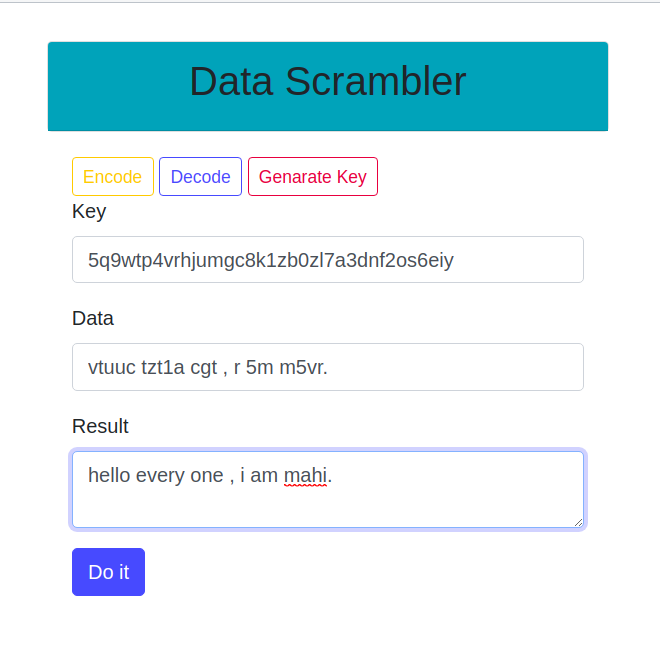 Data Scrambler
Encode Decode Genarate Key
Key
5q9wtp4vrhjumgc8k1zb0zl7a3dnf2os6eiy
Data
vtuuc tzt1a cgt , r 5m m5vr.
Result
hello every one , i am mahi.
Do it